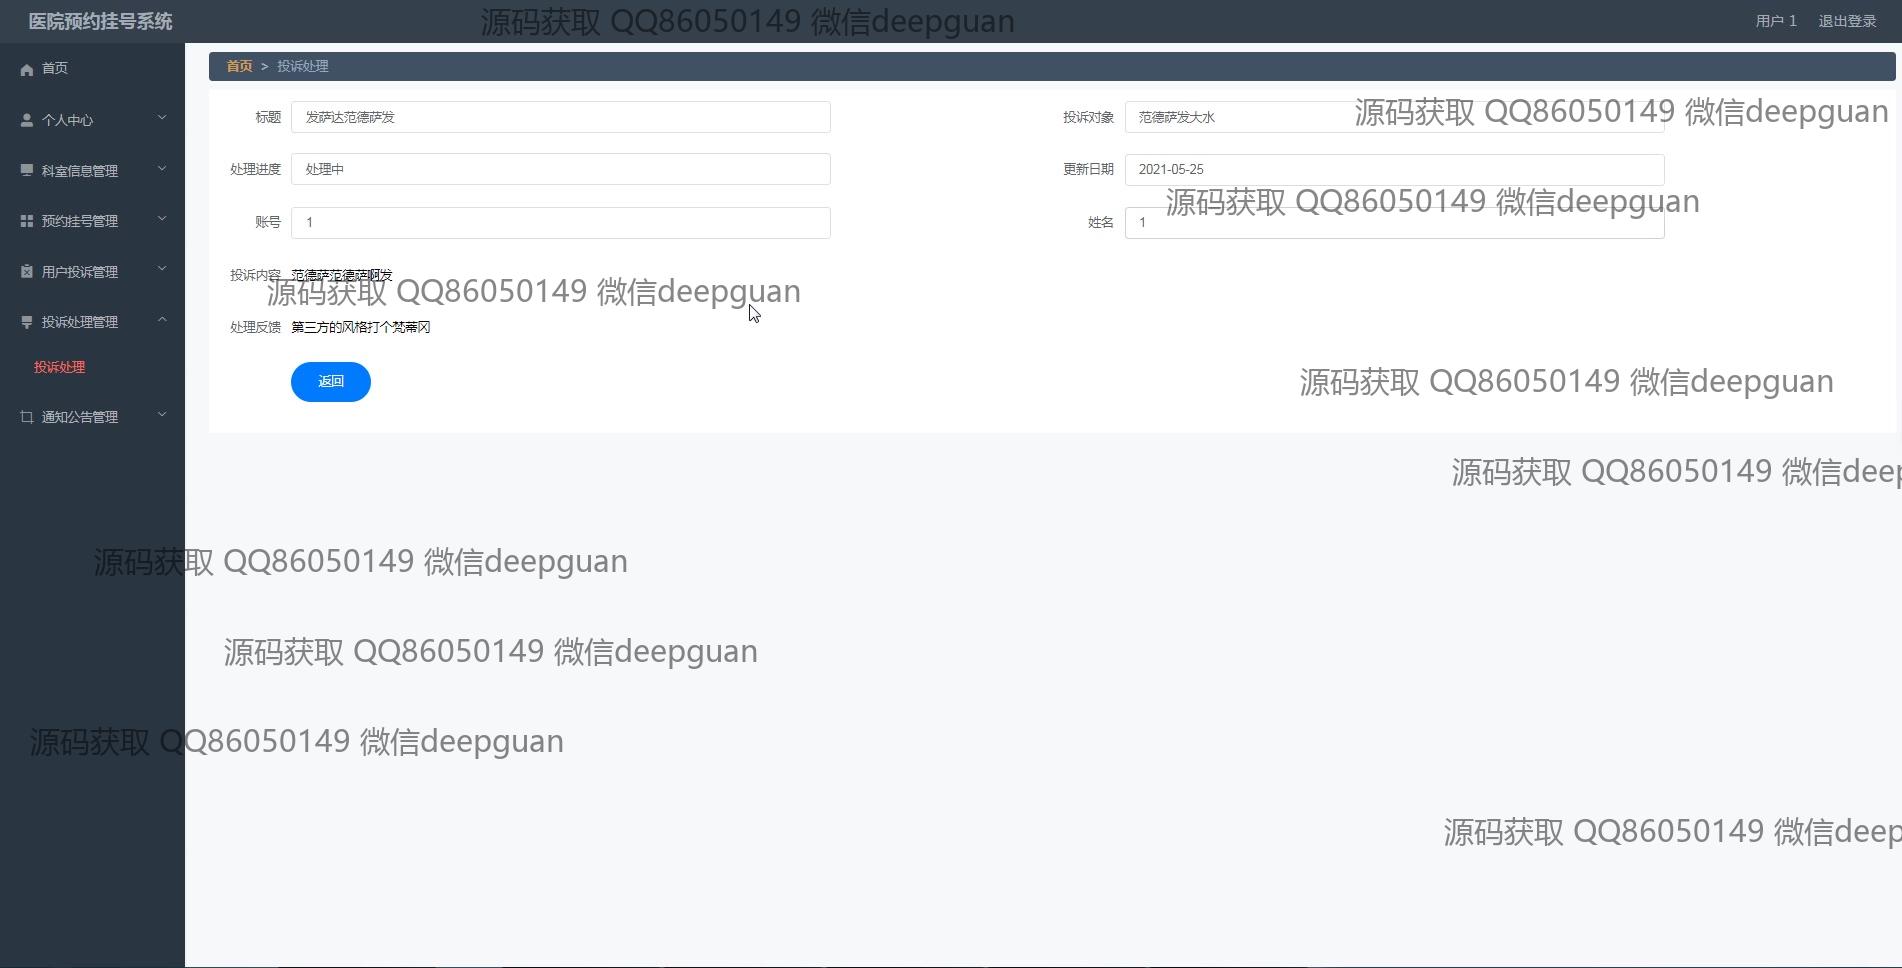 医院预约挂号系统
源码获取 QQ86050149 微信deepguan
用户 1 退出登录
首页
个人中心
科室信息管理
预约挂号管理
用户投诉管理
投诉处理管理
投诉处理
通知公告管理
首页 > 投诉处理
标题 发萨达范德萨发
投诉对象 范德萨发大水
源码获取 QQ86050149 微信deepguan
处理进度 处理中
更新日期 2021-05-25
源码获取 QQ86050149 微信deepguan
账号 1
姓名 1
投诉内容 范德萨范德萨啊发
源码获取 QQ86050149 微信deepguan
处理反馈 第三方的风格打个梵蒂冈
返回
源码获取 QQ86050149 微信deepguan
源码获取 QQ86050149 微信deep
源码获取 QQ86050149 微信deepguan
源码获取 QQ86050149 微信deepguan
源码获取 QQ86050149 微信deepguan
源码获取 QQ86050149 微信deep